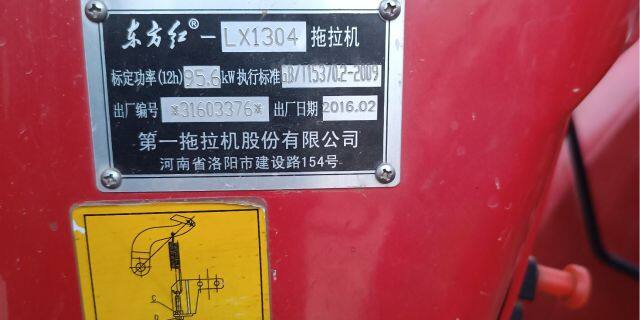 东方红®-LX1304 拖拉机
标定功率(12h) 95.6 kW 执行标准 GB/T15370.2-2009
出厂编号 *31603376* 出厂日期 2016.02
第一拖拉机股份有限公司
河南省洛阳市建设路154号